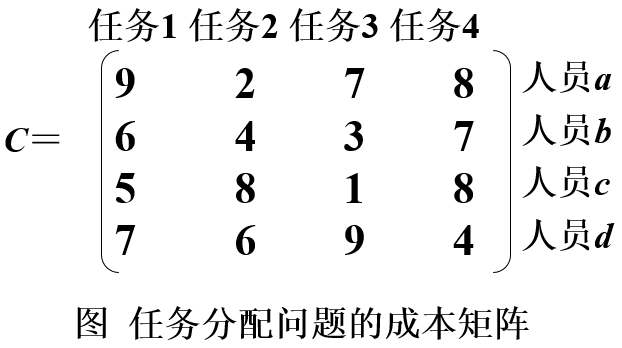 任务1 任务2 任务3 任务4
9 2 7 8 人员a
C= 6 4 3 7 人员b
5 8 1 8 人员c
7 6 9 4 人员d
图 任务分配问题的成本矩阵